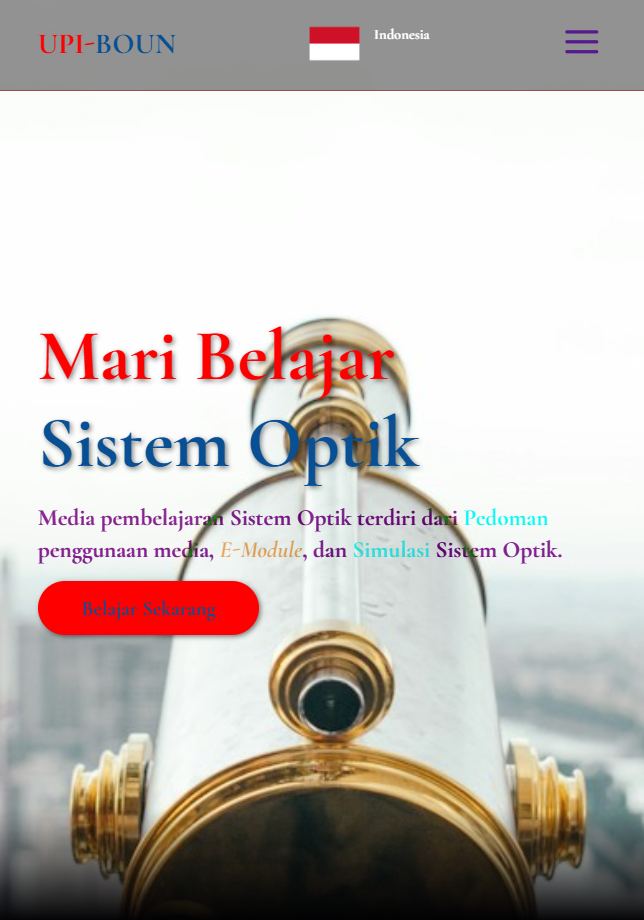 UPI-BOUN
Indonesia
Mari Belajar
Sistem Optik
Media pembelajaran Sistem Optik terdiri dari Pedoman
penggunaan media, E-Module, dan Simulasi Sistem Optik.
Belajar Sekarang